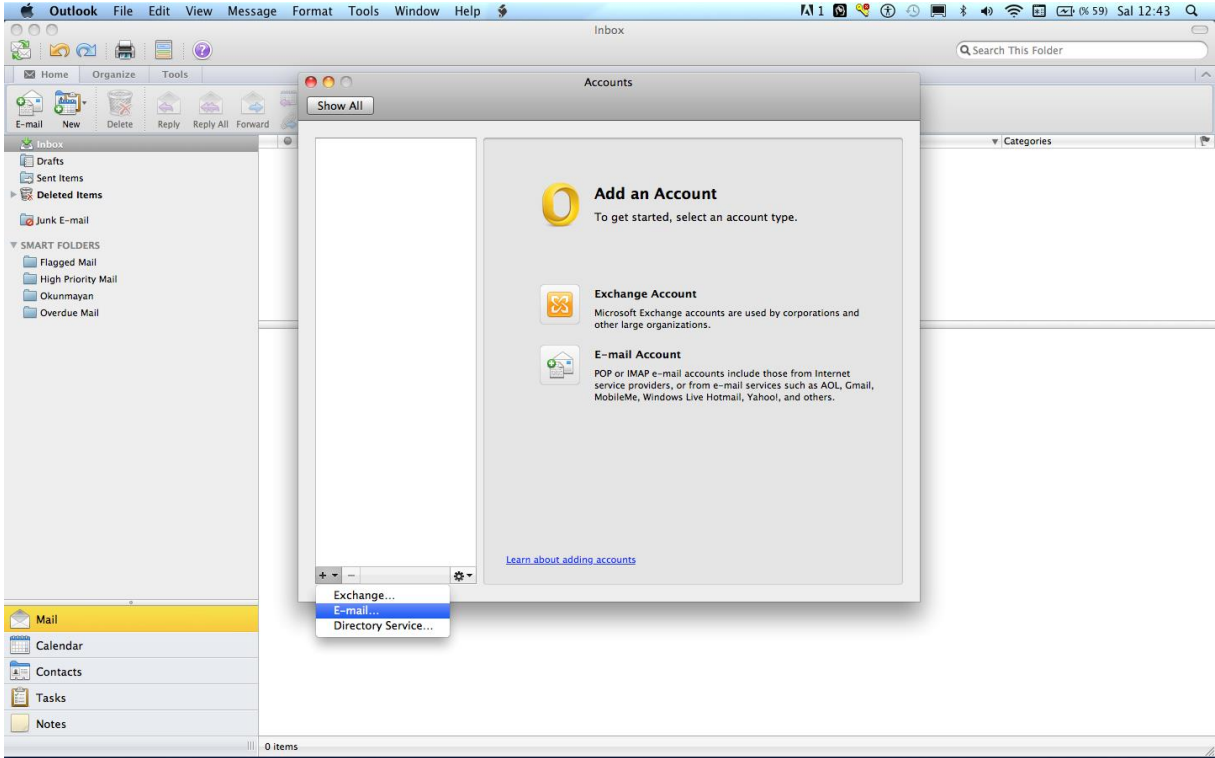 Outlook File Edit View Message Format Tools Window Help
1 (% 59) Sal 12:43
Inbox
Search This Folder
Home Organize Tools
E-mail New Delete Reply Reply All Forward
Accounts
Show All
Inbox
Drafts
Sent Items
Deleted Items
Junk E-mail
SMART FOLDERS
Flagged Mail
High Priority Mail
Okunmayan
Overdue Mail
Categories
Add an Account
To get started, select an account type.
Exchange Account
Microsoft Exchange accounts are used by corporations and
other large organizations.
E-mail Account
POP or IMAP e-mail accounts include those from Internet
service providers, or from e-mail services such as AOL, Gmail,
MobileMe, Windows Live Hotmail, Yahoo!, and others.
Learn about adding accounts
Exchange...
E-mail...
Directory Service...
Mail
Calendar
Contacts
Tasks
Notes
0 items